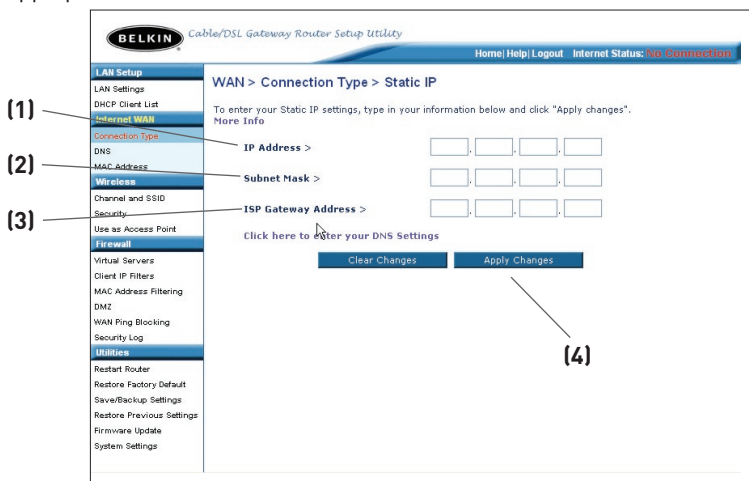 BELKIN
Cable/DSL Gateway Router Setup Utility
Home| Help| Logout Internet Status: No Connection
LAN Setup
LAN Settings
DHCP Client List
Internet WAN
Connection Type
DNS
MAC Address
Wireless
Channel and SSID
Security
Use as Access Point
Firewall
Virtual Servers
Client IP Filters
MAC Address Filtering
DMZ
WAN Ping Blocking
Security Log
Utilities
Restart Router
Restore Factory Default
Save/Backup Settings
Restore Previous Settings
Firmware Update
System Settings
WAN > Connection Type > Static IP
To enter your Static IP settings, type in your information below and click "Apply changes".
More Info
(1)
IP Address >
. . .
(2)
Subnet Mask >
. . .
(3)
ISP Gateway Address >
. . .
Click here to enter your DNS Settings
Clear Changes
Apply Changes
(4)